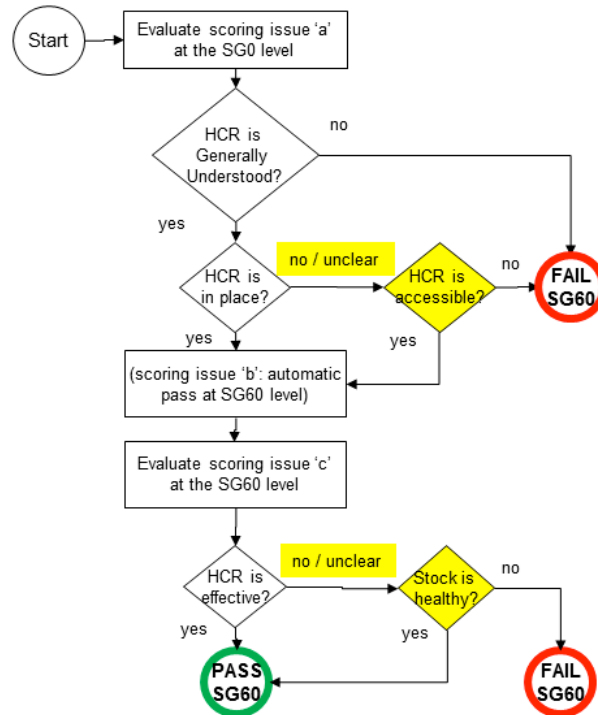 Start
Evaluate scoring issue ‘a’
at the SG0 level
HCR is
Generally
Understood?
no
yes
HCR is
in place?
no / unclear
HCR is
accessible?
no
FAIL
SG60
yes
yes
(scoring issue ‘b’: automatic
pass at SG60 level)
Evaluate scoring issue ‘c’
at the SG60 level
HCR is
effective?
no / unclear
Stock is
healthy?
no
yes
yes
PASS
SG60
FAIL
SG60